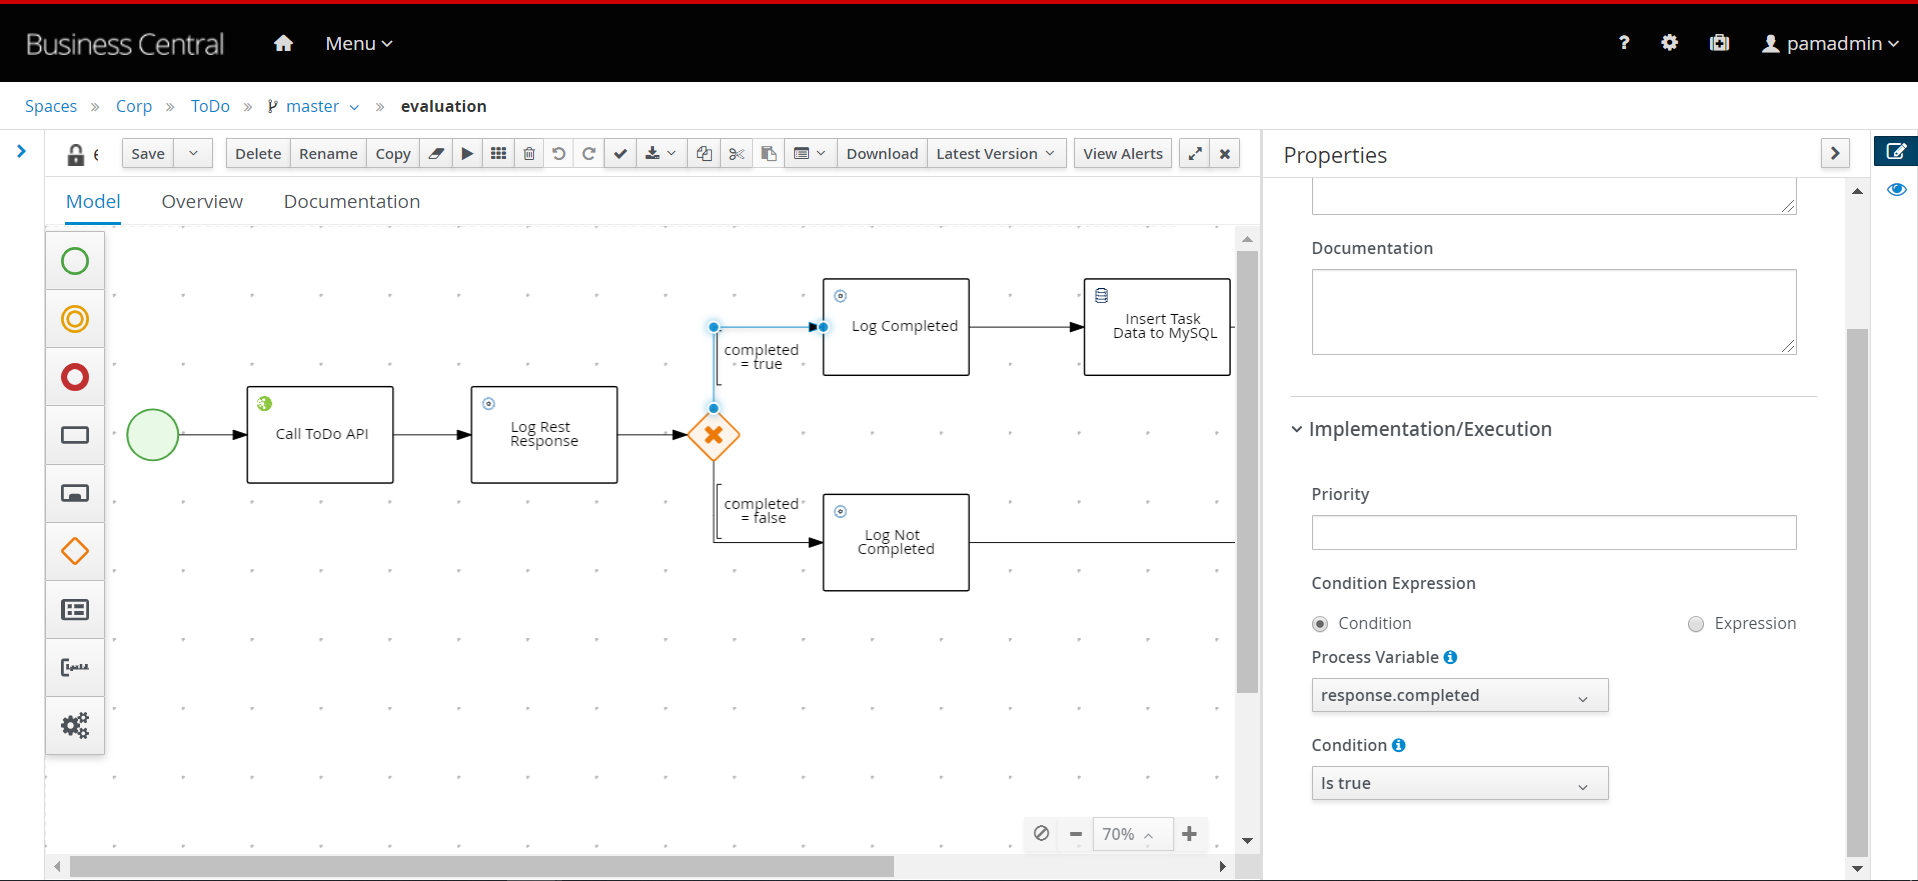 Business Central
Menu
?
pamadmin
Spaces » Corp » ToDo » master » evaluation
Save
Delete
Rename
Copy
Download
Latest Version
View Alerts
Properties
Model
Overview
Documentation
Documentation
Log Completed
Insert Task
Data to MySQL
completed
= true
Call ToDo API
Log Rest
Response
completed
= false
Log Not
Completed
70%
Implementation/Execution
Priority
Condition Expression
Condition
Expression
Process Variable
response.completed
Condition
Is true